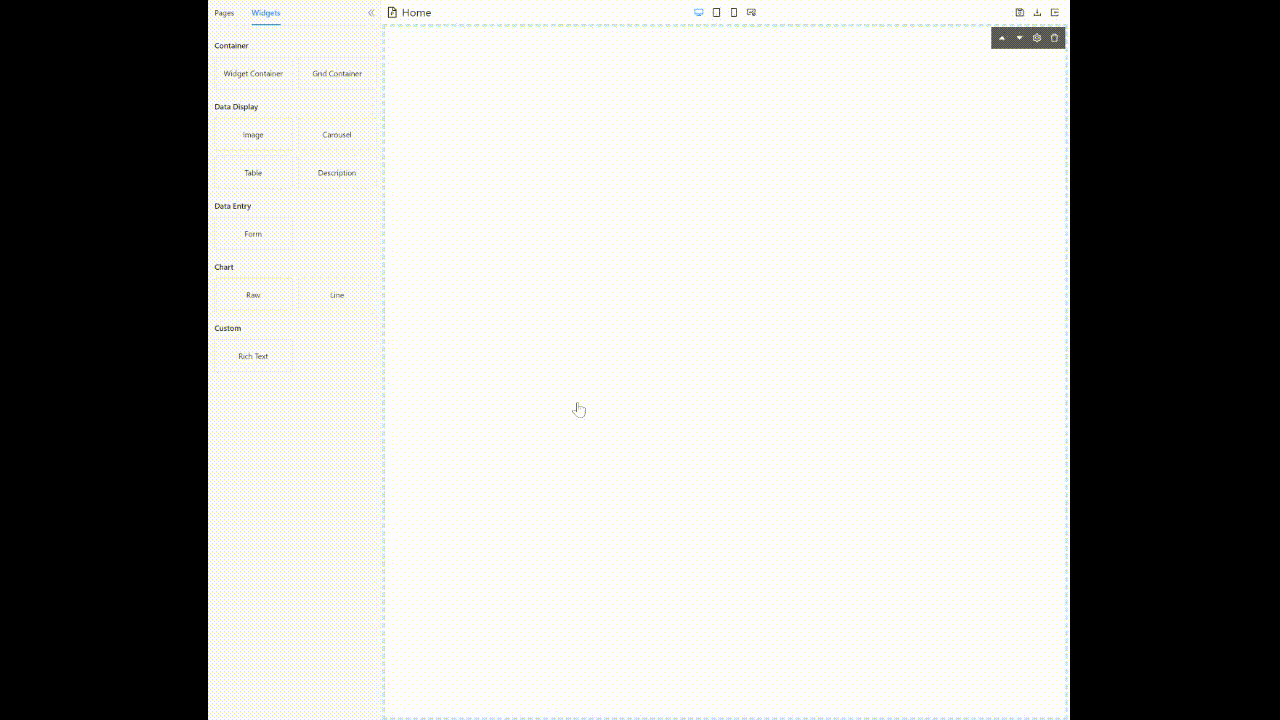 Pages Widgets Home
Container
Widget Container Grid Container
Data Display
Image Carousel
Table Description
Data Entry
Form
Chart
Raw Line
Custom
Rich Text